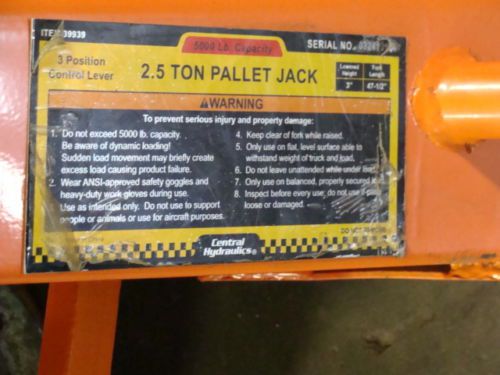 ITEM 39939
5000 Lb. Capacity
SERIAL NO.
3 Position
Control Lever
2.5 TON PALLET JACK
Lowered
Height
3"
Fork
Length
47-1/2"
WARNING
To prevent serious injury and property damage:
1. Do not exceed 5000 lb. capacity.
Be aware of dynamic loading!
Sudden load movement may briefly create
excess load causing product failure.
2. Wear ANSI-approved safety goggles and
heavy-duty work gloves during use.
Use as intended only. Do not use to support
people or animals or use for aircraft purposes.
4. Keep clear of fork while raised.
5. Only use on flat, level surface able to
withstand weight of truck and load.
6. Do not leave unattended while under load.
7. Only use on balanced, properly secured load.
8. Inspect before every use, do not use if parts
loose or damaged.
DO NOT REMOVE
Central
Hydraulics®